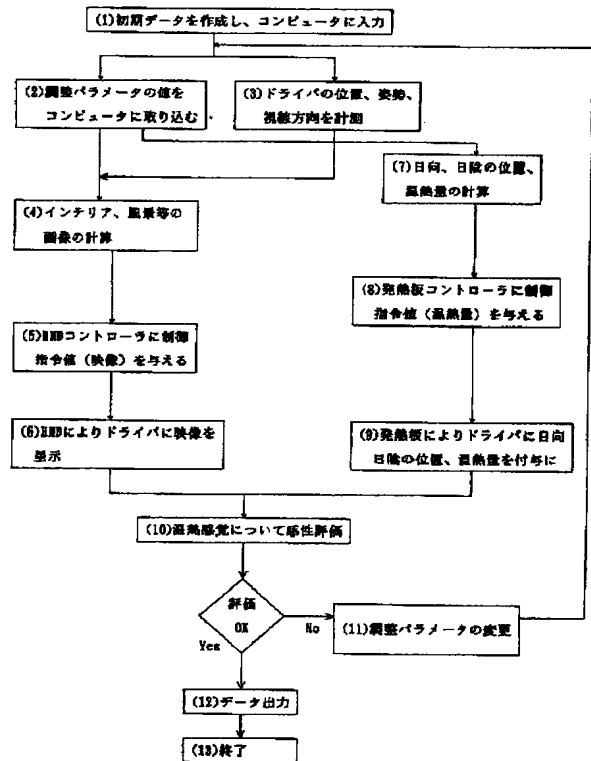 (1)初期データを作成し、コンピュータに入力
(2)調整パラメータの値を
コンピュータに取り込む
(3)ドライバの位置、姿勢、
視線方向を計測
(7)日向、日陰の位置、
温熱量の計算
(4)インテリア、風景等の
画像の計算
(8)発熱板コントローラに制御
指令値(温熱量)を与える
(5)HMDコントローラに制御
指令値(映像)を与える
(6)HMDによりドライバに映像を
呈示
(9)発熱板によりドライバに日向
日陰の位置、温熱量を付与に
(10)温熱感覚について感性評価
評価
OK
No
Yes
(11)調整パラメータの変更
(12)データ出力
(13)終了